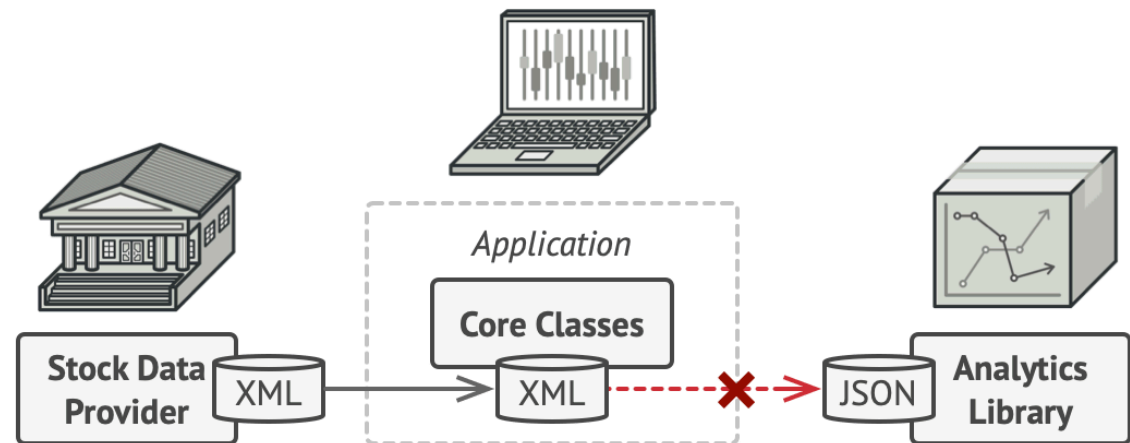 Application
Core Classes
Stock Data
Provider
XML
XML
JSON
Analytics
Library